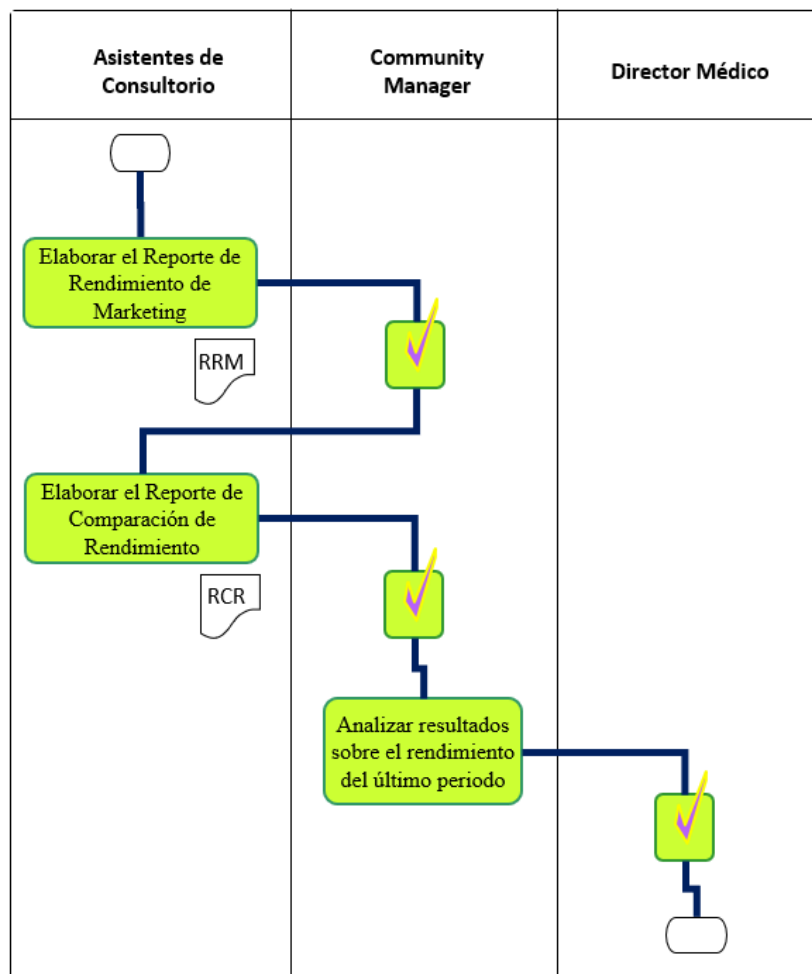 Asistentes de
Consultorio
Community
Manager
Director Médico
Elaborar el Reporte de
Rendimiento de
Marketing
RRM
Elaborar el Reporte de
Comparación de
Rendimiento
RCR
Analizar resultados
sobre el rendimiento
del último periodo